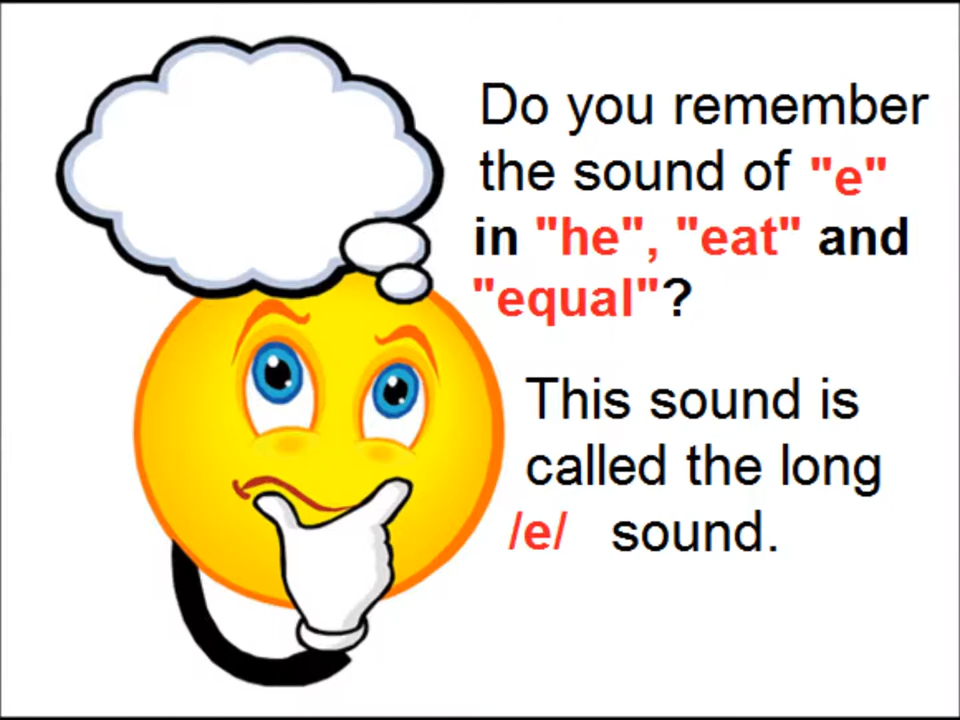 Do you remember
the sound of "e"
in "he", "eat" and
"equal"?
This sound is
called the long
/e/ sound.